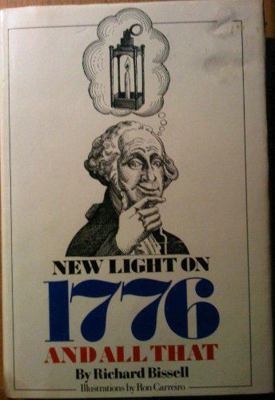 NEW LIGHT ON
1776
AND ALL THAT
By Richard Bissell
Illustrations by Ron Carreiro